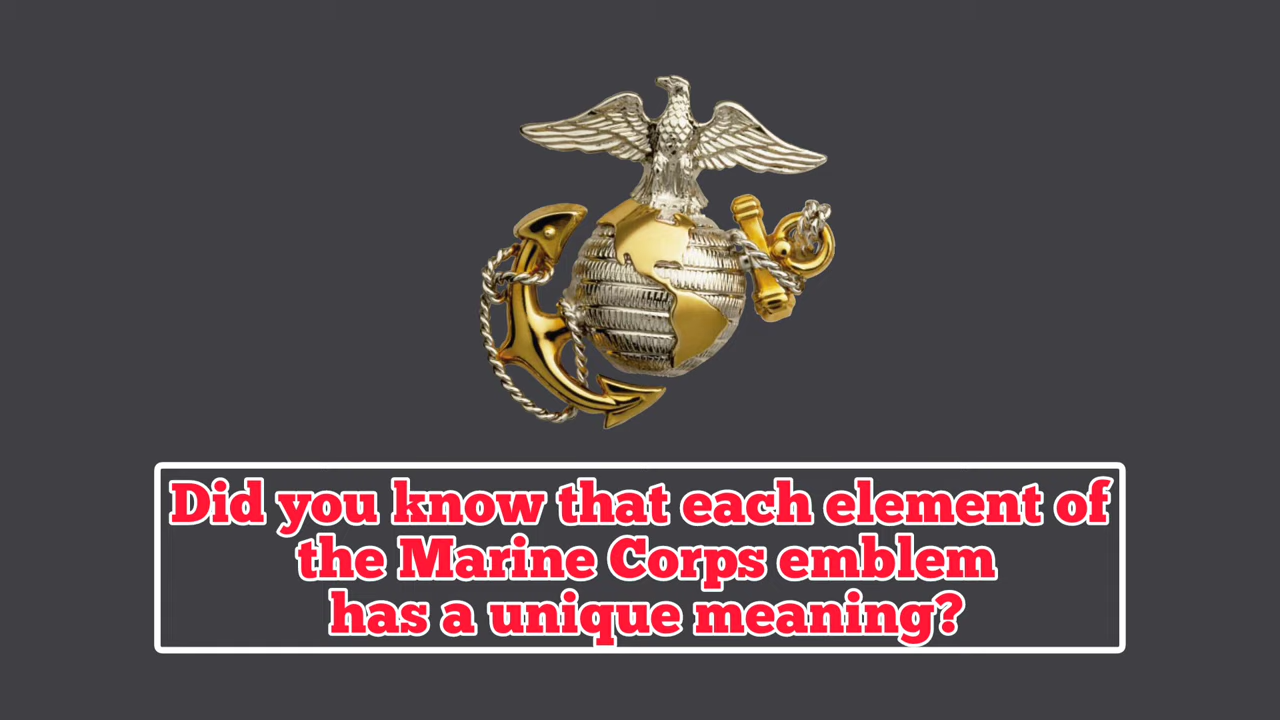 Did you know that each element of
the Marine Corps emblem
has a unique meaning?